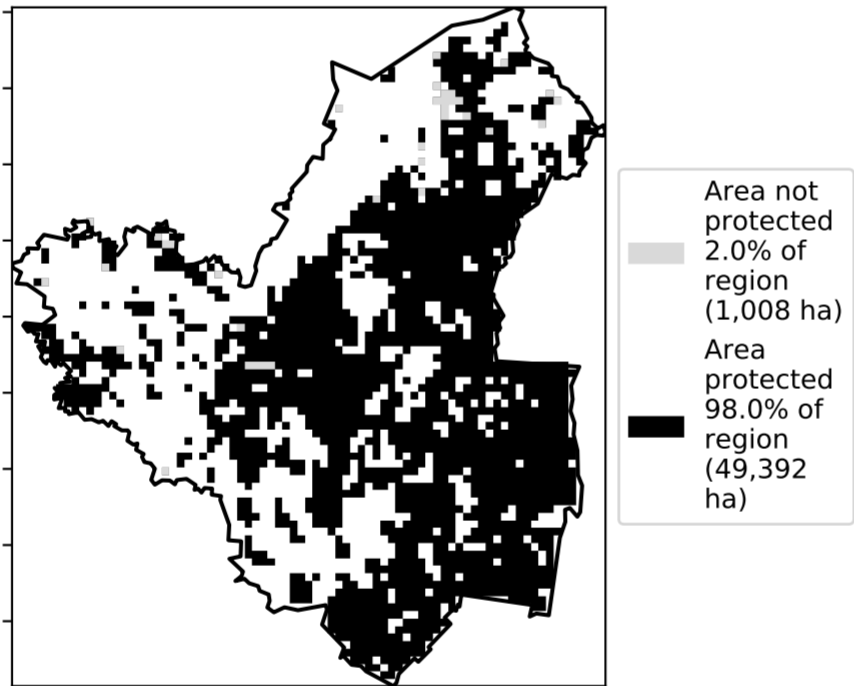 Area not
protected
2.0% of
region
(1,008 ha)
Area
protected
98.0% of
region
(49,392
ha)